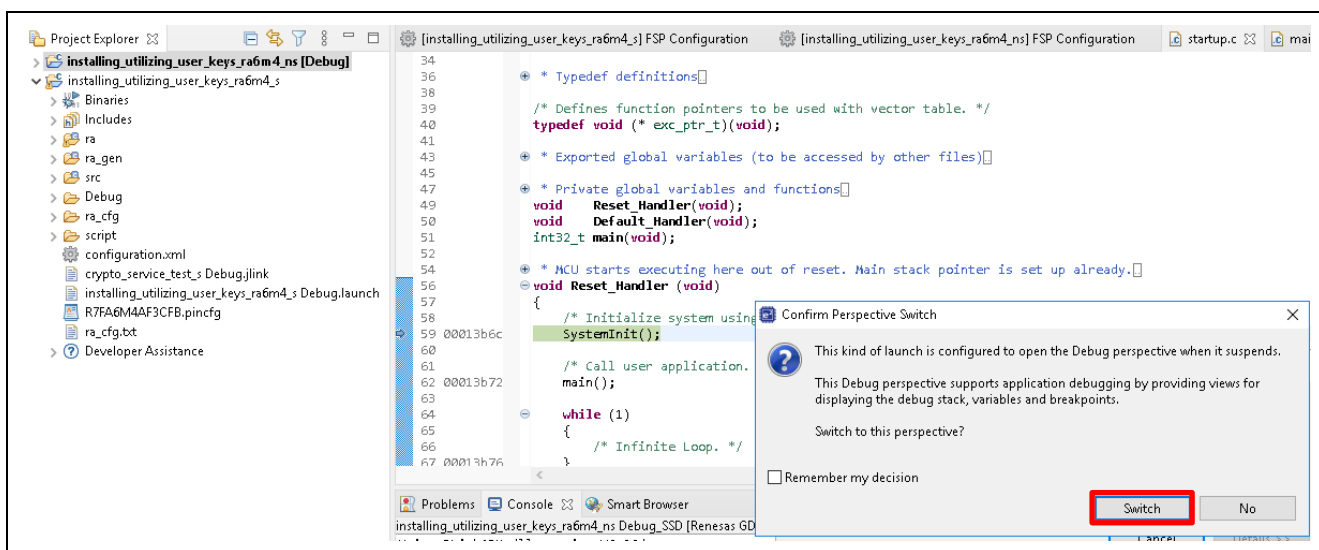 Project Explorer
installing_utilizing_user_keys_ra6m4_ns [Debug]
installing_utilizing_user_keys_ra6m4_s
Binaries
Includes
ra
ra_gen
src
Debug
ra_cfg
script
configuration.xml
crypto_service_test_s Debug.jlink
installing_utilizing_user_keys_ra6m4_s Debug.launch
R7FA6M4AF3CFB.pincfg
ra_cfg.txt
Developer Assistance
[installing_utilizing_user_keys_ra6m4_s] FSP Configuration
[installing_utilizing_user_keys_ra6m4_ns] FSP Configuration
startup.c
mai
34
36 * Typedef definitions
38
39 /* Defines function pointers to be used with vector table. */
40 typedef void (* exc_ptr_t)(void);
41
43 * Exported global variables (to be accessed by other files)
45
47 * Private global variables and functions
49 void Reset_Handler(void);
50 void Default_Handler(void);
51 int32_t main(void);
52
54 * MCU starts executing here out of reset. Main stack pointer is set up already.
56 void Reset_Handler (void)
57 {
58 /* Initialize system using
59 00013b6c SystemInit();
60
61 /* Call user application.
62 00013b72 main();
63
64 while (1)
65 {
66 /* Infinite Loop. */
67 00013b76 }
Problems
Console
Smart Browser
installing_utilizing_user_keys_ra6m4_ns Debug_SSD [Renesas GD
Confirm Perspective Switch
This kind of launch is configured to open the Debug perspective when it suspends.
This Debug perspective supports application debugging by providing views for
displaying the debug stack, variables and breakpoints.
Switch to this perspective?
Remember my decision
Switch
No
Cancel
Details >>